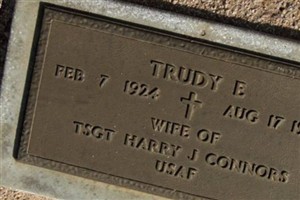 TRUDY E
FEB 7 1924 AUG 17
WIFE OF
TSGT HARRY J CONNORS
USAF